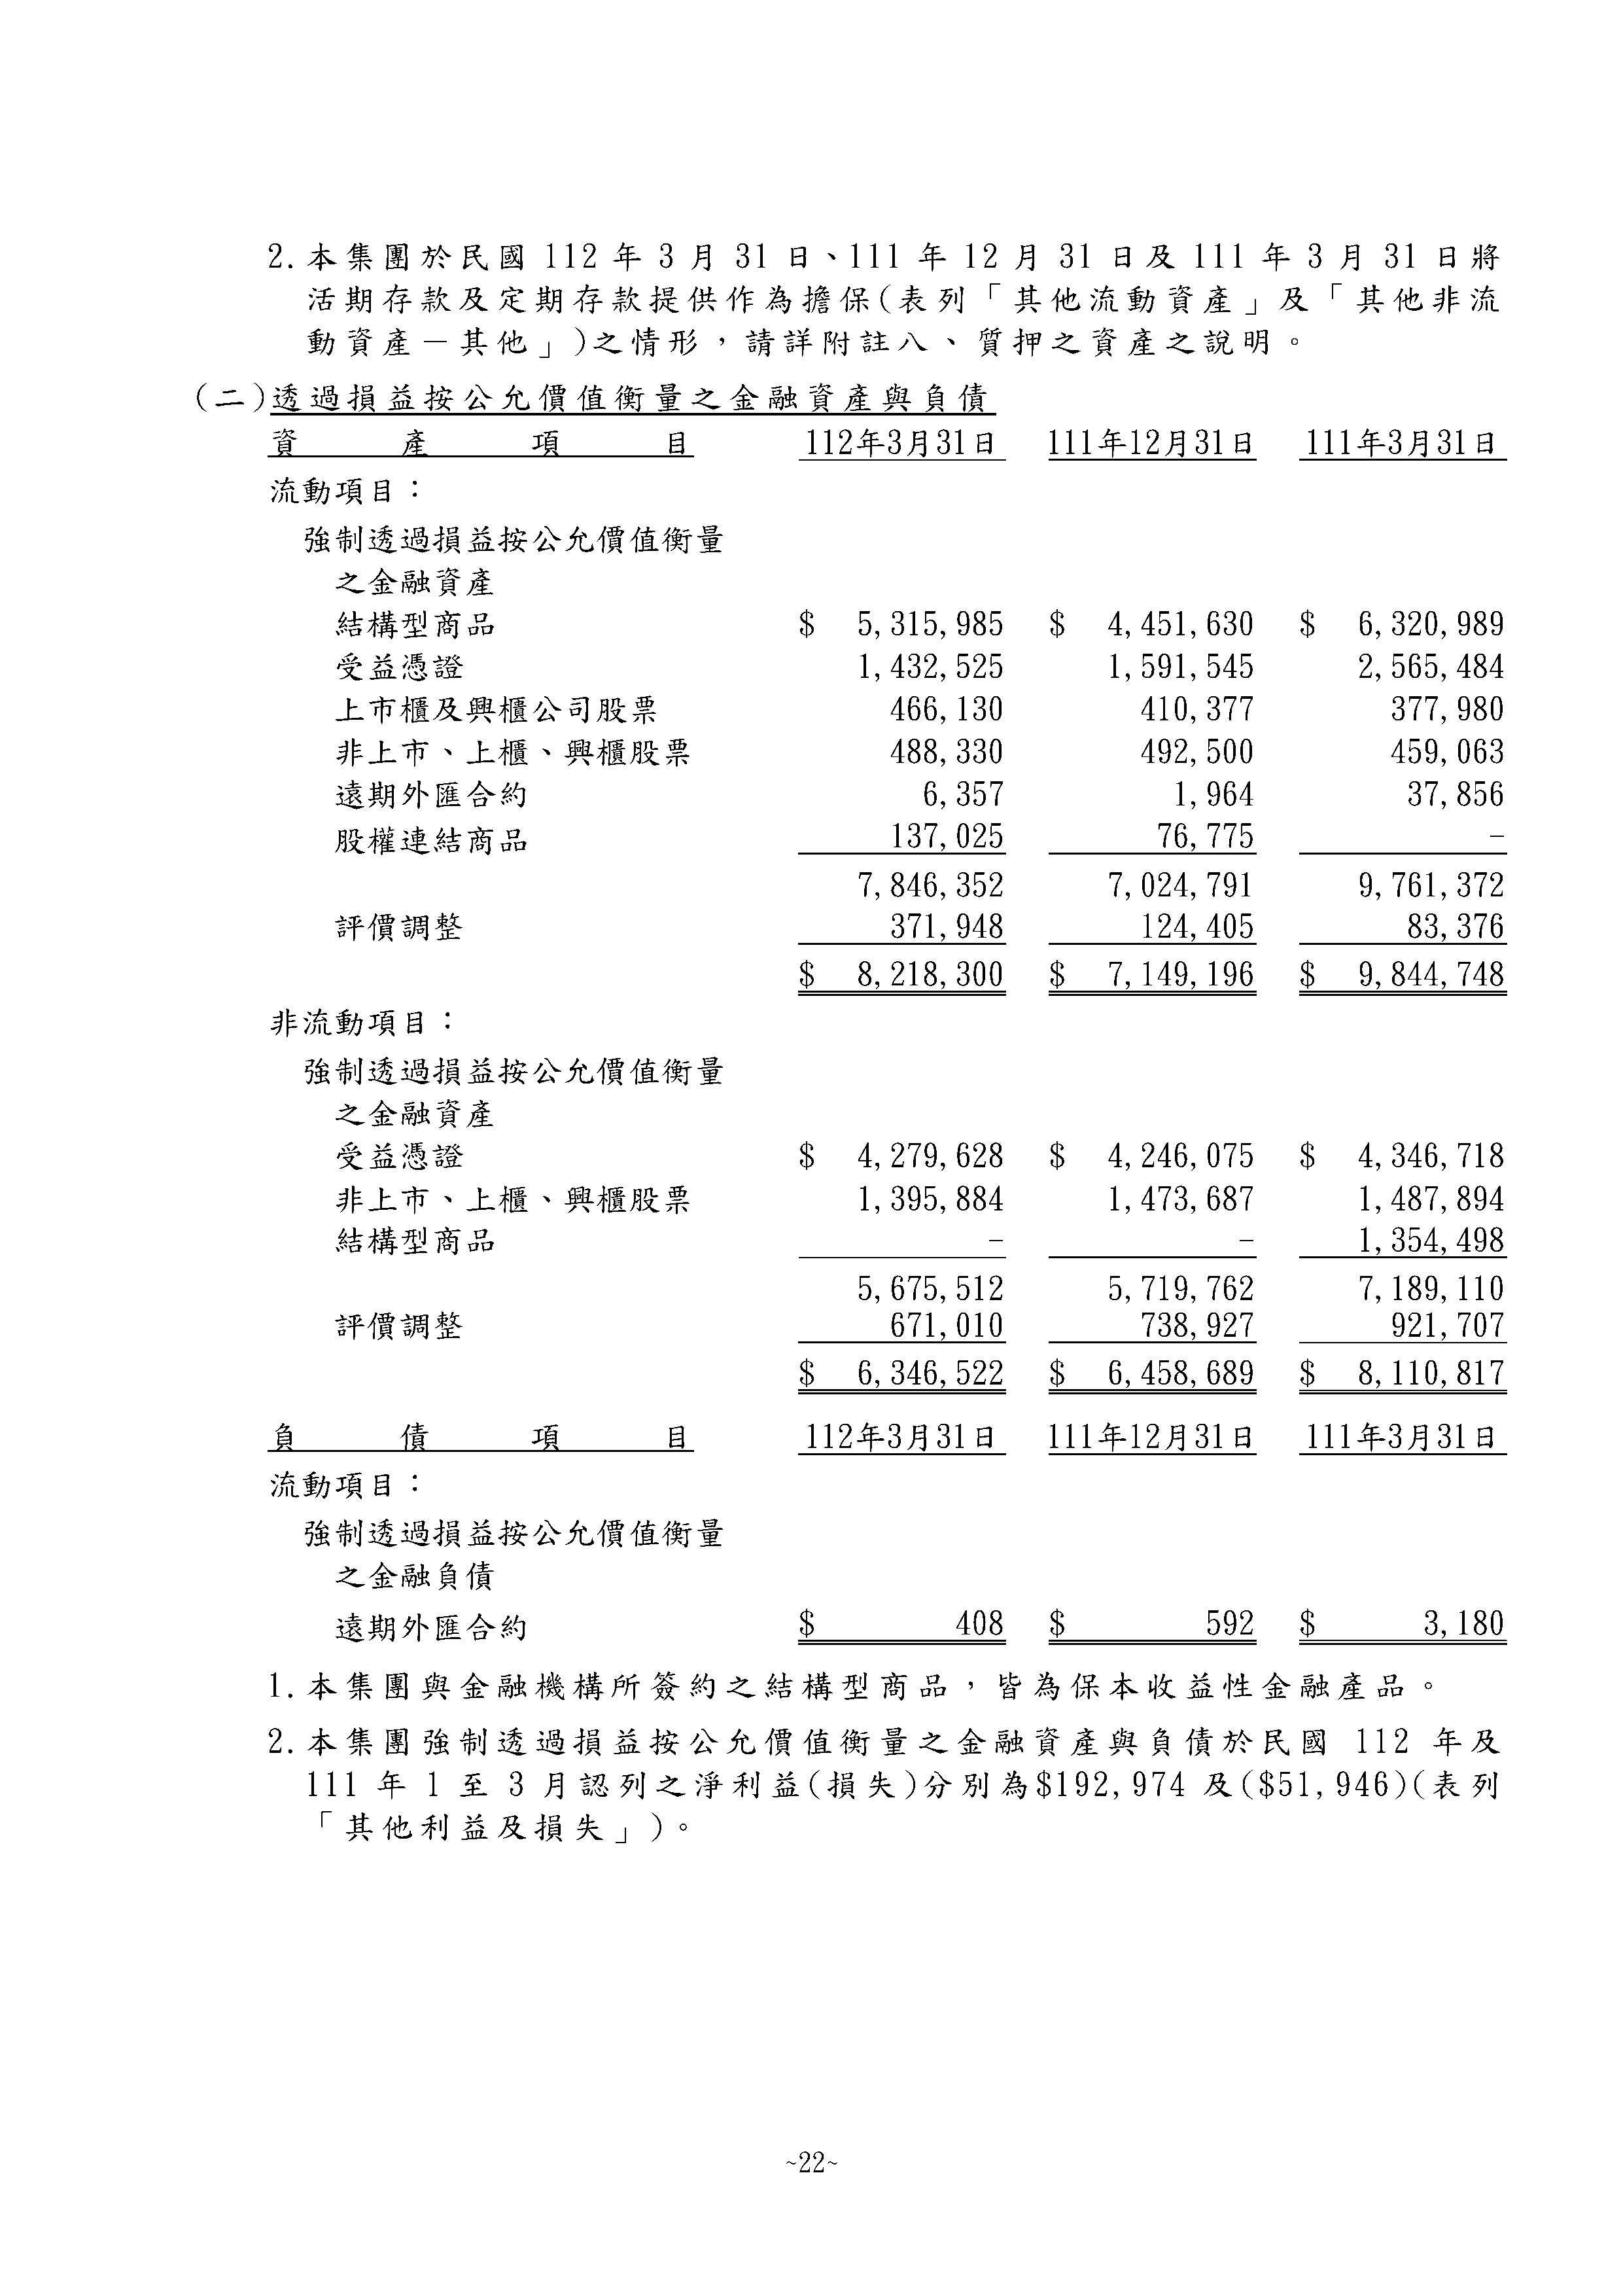 2. 本集團於民國 112 年 3 月 31 日、111 年 12 月 31 日及 111 年 3 月 31 日將
活期存款及定期存款提供作為擔保(表列「其他流動資產」及「其他非流
動資產－其他」)之情形，請詳附註八、質押之資產之說明。
(二)透過損益按公允價值衡量之金融資產與負債
資產項目 112年3月31日 111年12月31日 111年3月31日
流動項目：
強制透過損益按公允價值衡量
之金融資產
結構型商品 $ 5,315,985 $ 4,451,630 $ 6,320,989
受益憑證 1,432,525 1,591,545 2,565,484
上市櫃及興櫃公司股票 466,130 410,377 377,980
非上市、上櫃、興櫃股票 488,330 492,500 459,063
遠期外匯合約 6,357 1,964 37,856
股權連結商品 137,025 76,775 -
7,846,352 7,024,791 9,761,372
評價調整 371,948 124,405 83,376
$ 8,218,300 $ 7,149,196 $ 9,844,748
非流動項目：
強制透過損益按公允價值衡量
之金融資產
受益憑證 $ 4,279,628 $ 4,246,075 $ 4,346,718
非上市、上櫃、興櫃股票 1,395,884 1,473,687 1,487,894
結構型商品 - - 1,354,498
5,675,512 5,719,762 7,189,110
評價調整 671,010 738,927 921,707
$ 6,346,522 $ 6,458,689 $ 8,110,817
負債項目 112年3月31日 111年12月31日 111年3月31日
流動項目：
強制透過損益按公允價值衡量
之金融負債
遠期外匯合約 $ 408 $ 592 $ 3,180
1. 本集團與金融機構所簽約之結構型商品，皆為保本收益性金融產品。
2. 本集團強制透過損益按公允價值衡量之金融資產與負債於民國 112 年及
111 年 1 至 3 月認列之淨利益(損失)分別為$192,974 及($51,946)(表列
「其他利益及損失」)。
~22~